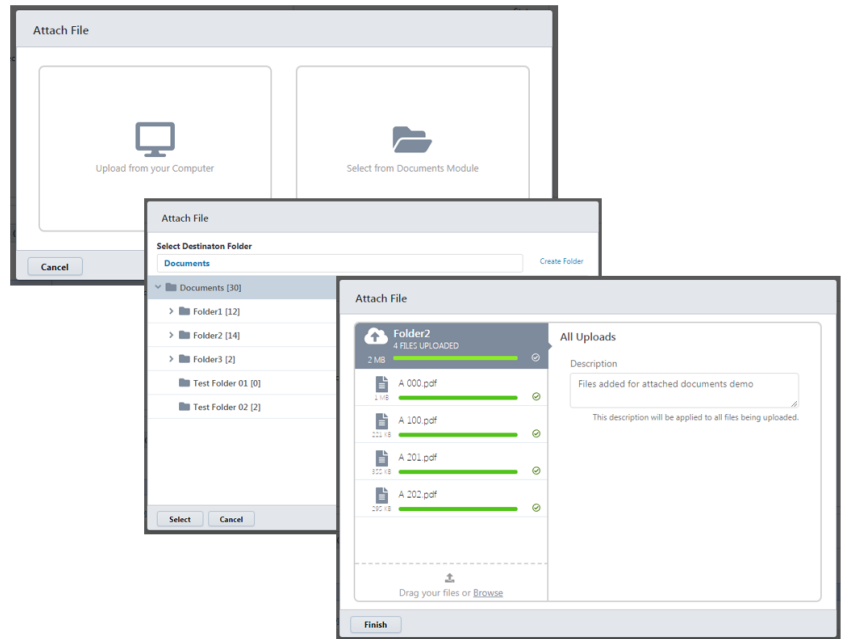 Attach File
Upload from your Computer
Select from Documents Module
Cancel
Attach File
Select Destinaton Folder
Documents
Create Folder
Documents [30]
Folder1 [12]
Folder2 [14]
Folder3 [2]
Test Folder 01 [0]
Test Folder 02 [2]
Select
Cancel
Attach File
Folder2
4 FILES UPLOADED
2 MB
A 000.pdf
1 MB
A 100.pdf
A 201.pdf
A 202.pdf
All Uploads
Description
Files added for attached documents demo
This description will be applied to all files being uploaded.
Drag your files or Browse
Finish